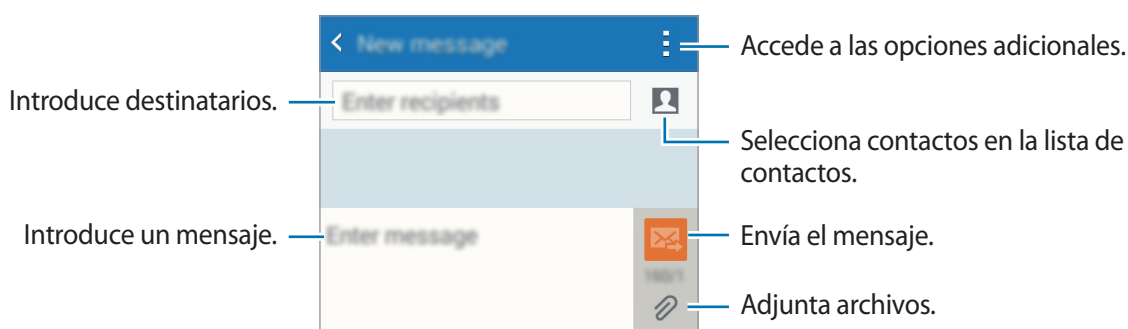 New message
Accede a las opciones adicionales.
Introduce destinatarios.
Enter recipients
Selecciona contactos en la lista de
contactos.
Introduce un mensaje.
Enter message
Envía el mensaje.
160/1
Adjunta archivos.